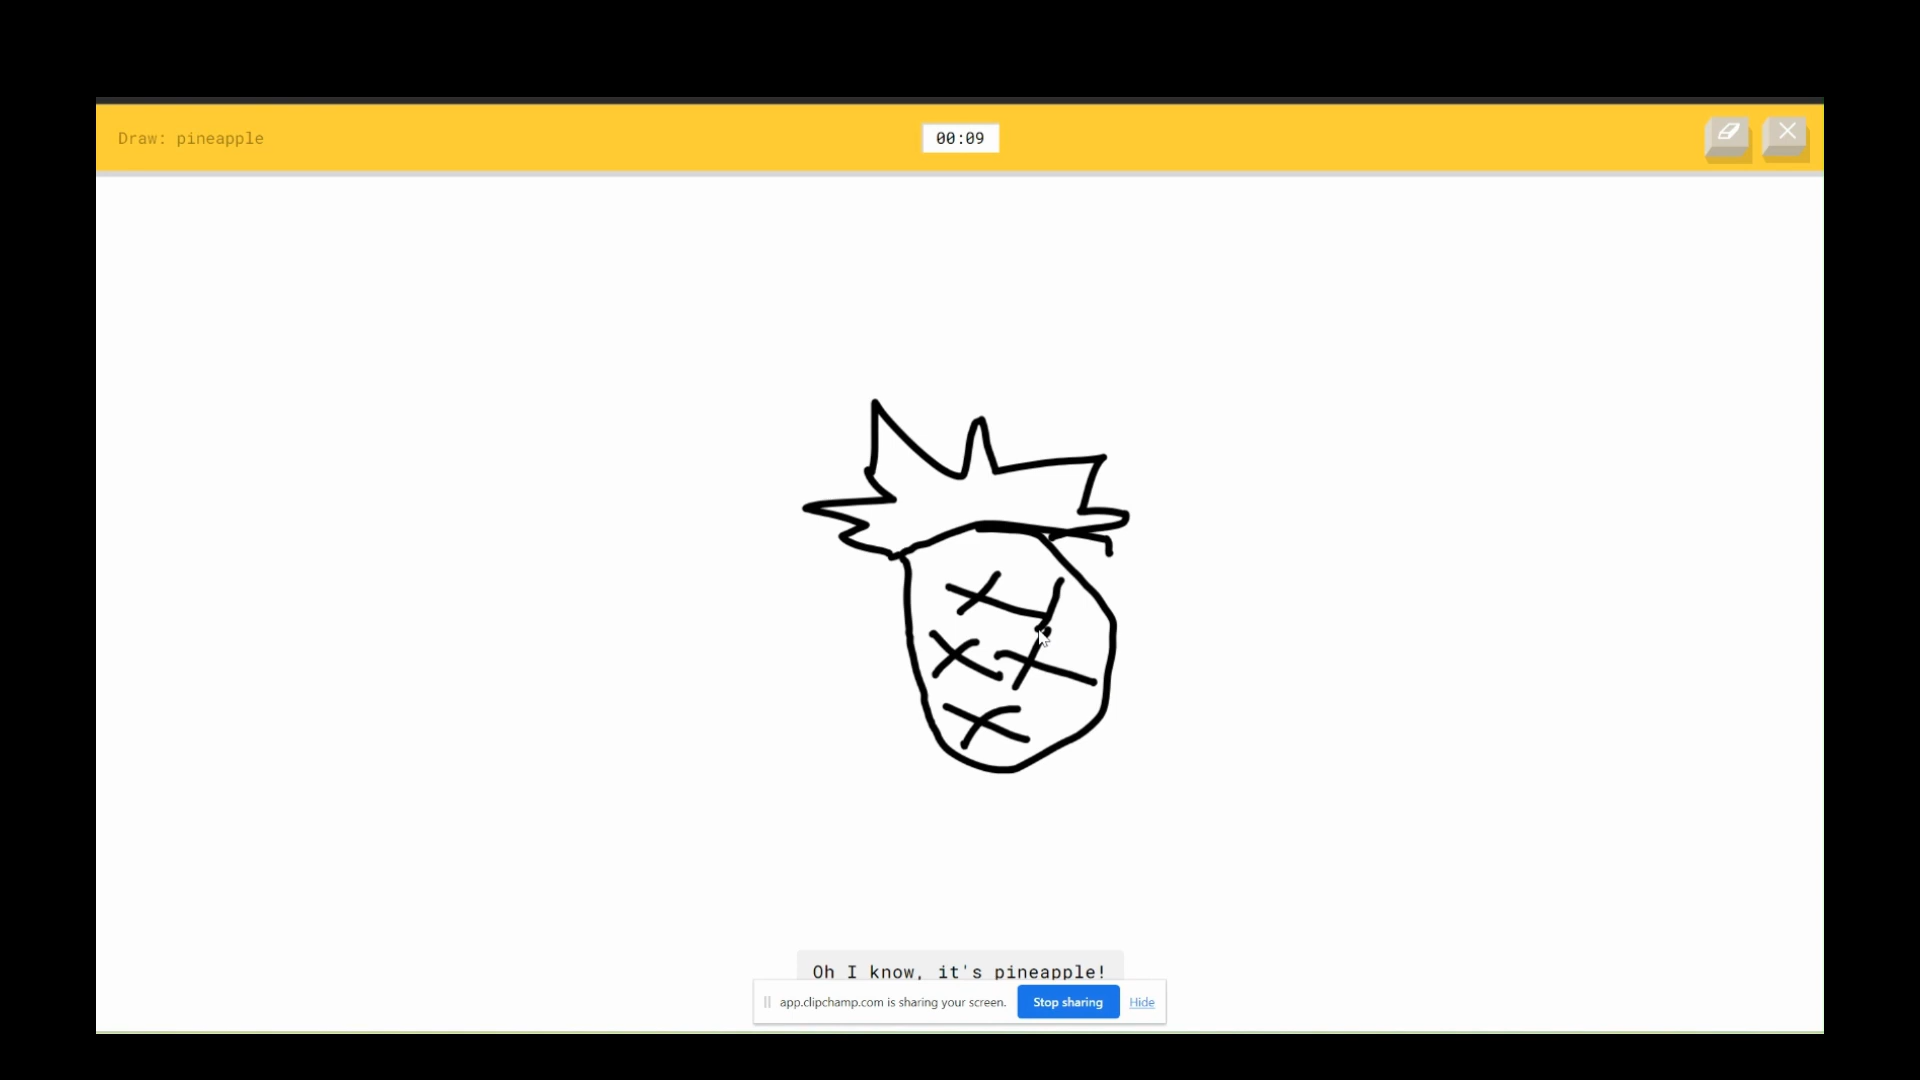 Draw: pineapple
00:09
Oh I know, it's pineapple!
app.clipchamp.com is sharing your screen.
Stop sharing
Hide